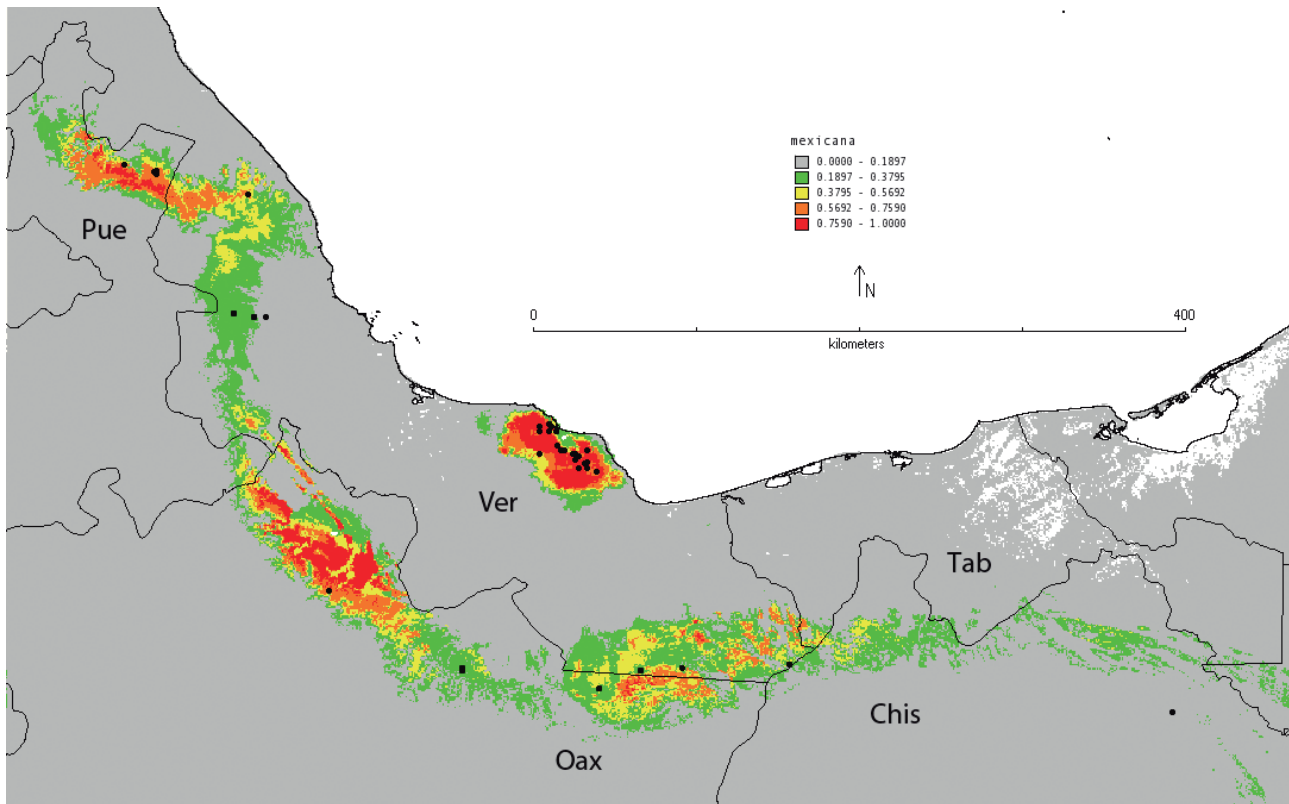 mexicana
0.0000 - 0.1897
0.1897 - 0.3795
0.3795 - 0.5692
0.5692 - 0.7590
0.7590 - 1.0000
Pue
N
0 400
kilometers
Ver
Tab
Chis
Oax